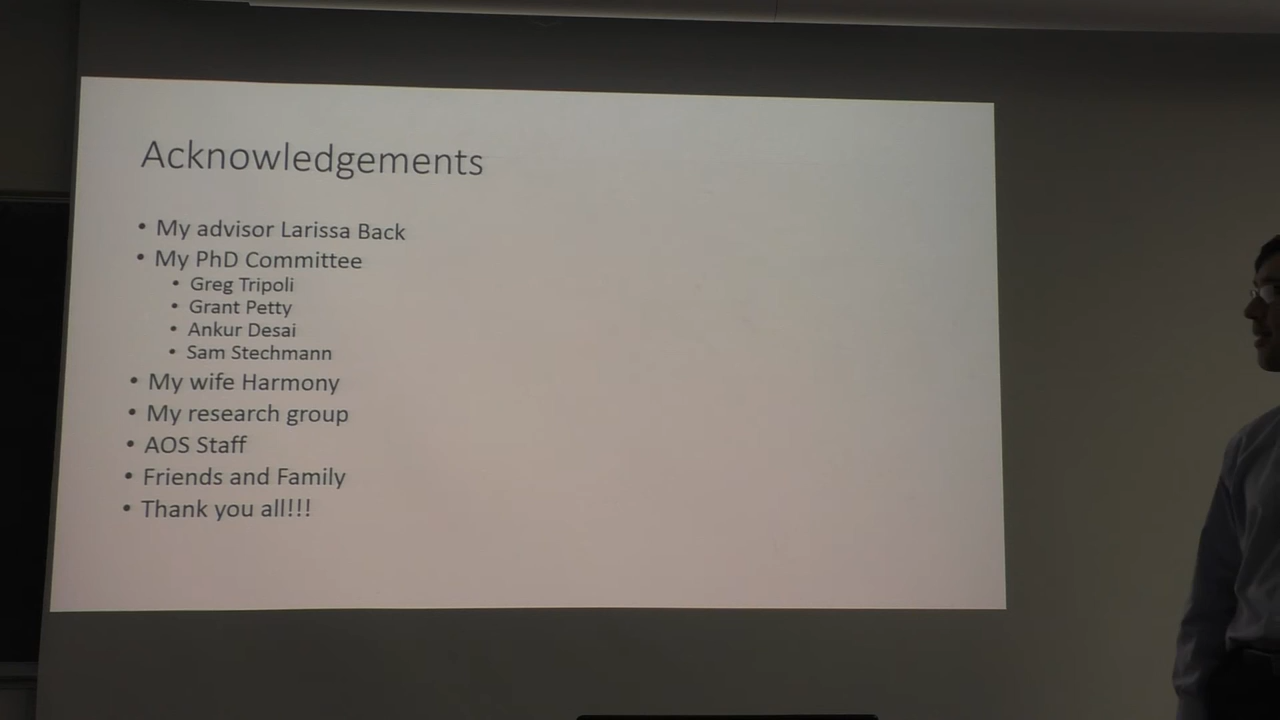 Acknowledgements
• My advisor Larissa Back
• My PhD Committee
• Greg Tripoli
• Grant Petty
• Ankur Desai
• Sam Stechmann
• My wife Harmony
• My research group
• AOS Staff
• Friends and Family
• Thank you all!!!